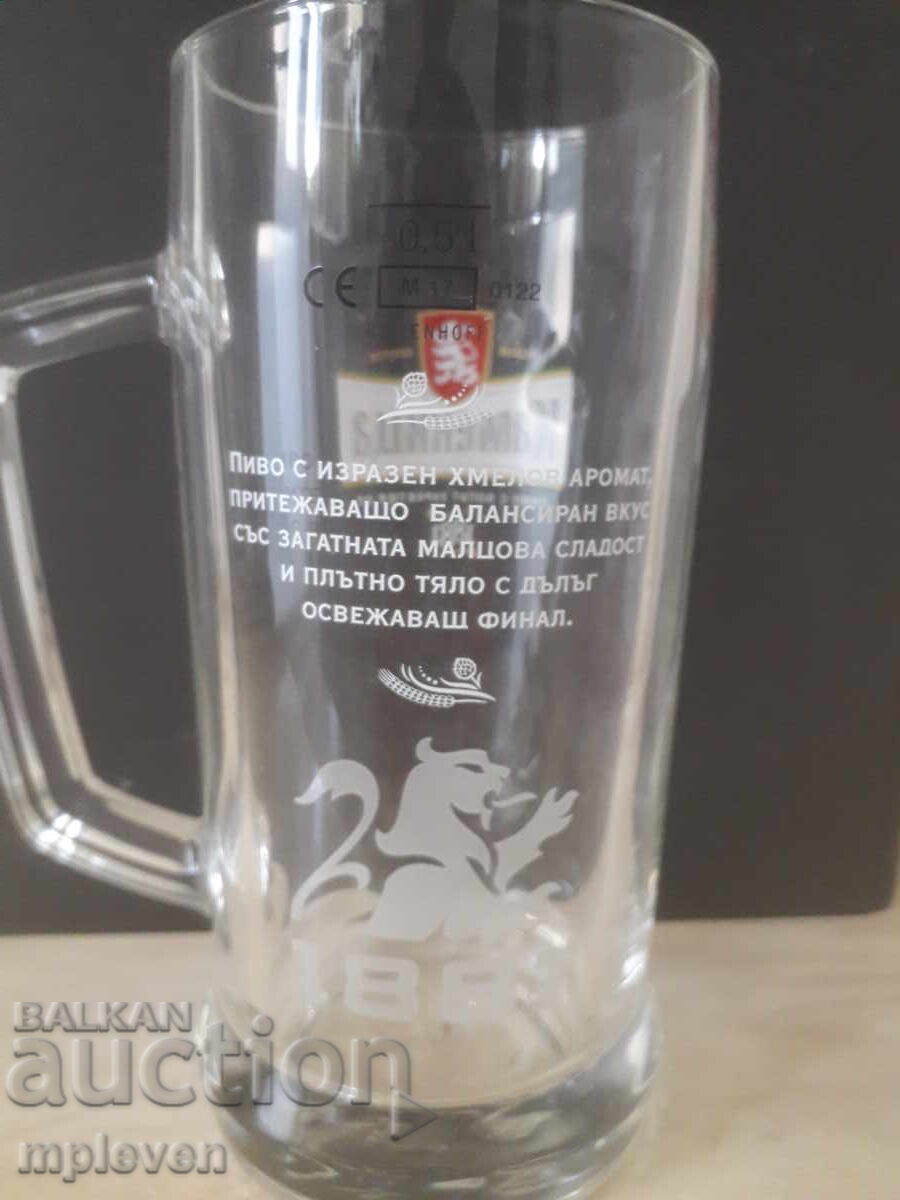 0,5 l
CE M 17 0122
ПИВО С ИЗРАЗЕН ХМЕЛОВ АРОМАТ,
ПРИТЕЖАВАЩО БАЛАНСИРАН ВКУС
СЪС ЗАГАТНАТА МАЛЦОВА СЛАДОСТ
И ПЛЪТНО ТЯЛО С ДЪЛЪГ
ОСВЕЖАВАЩ ФИНАЛ.
1881
BALKAN
auction
mpleven